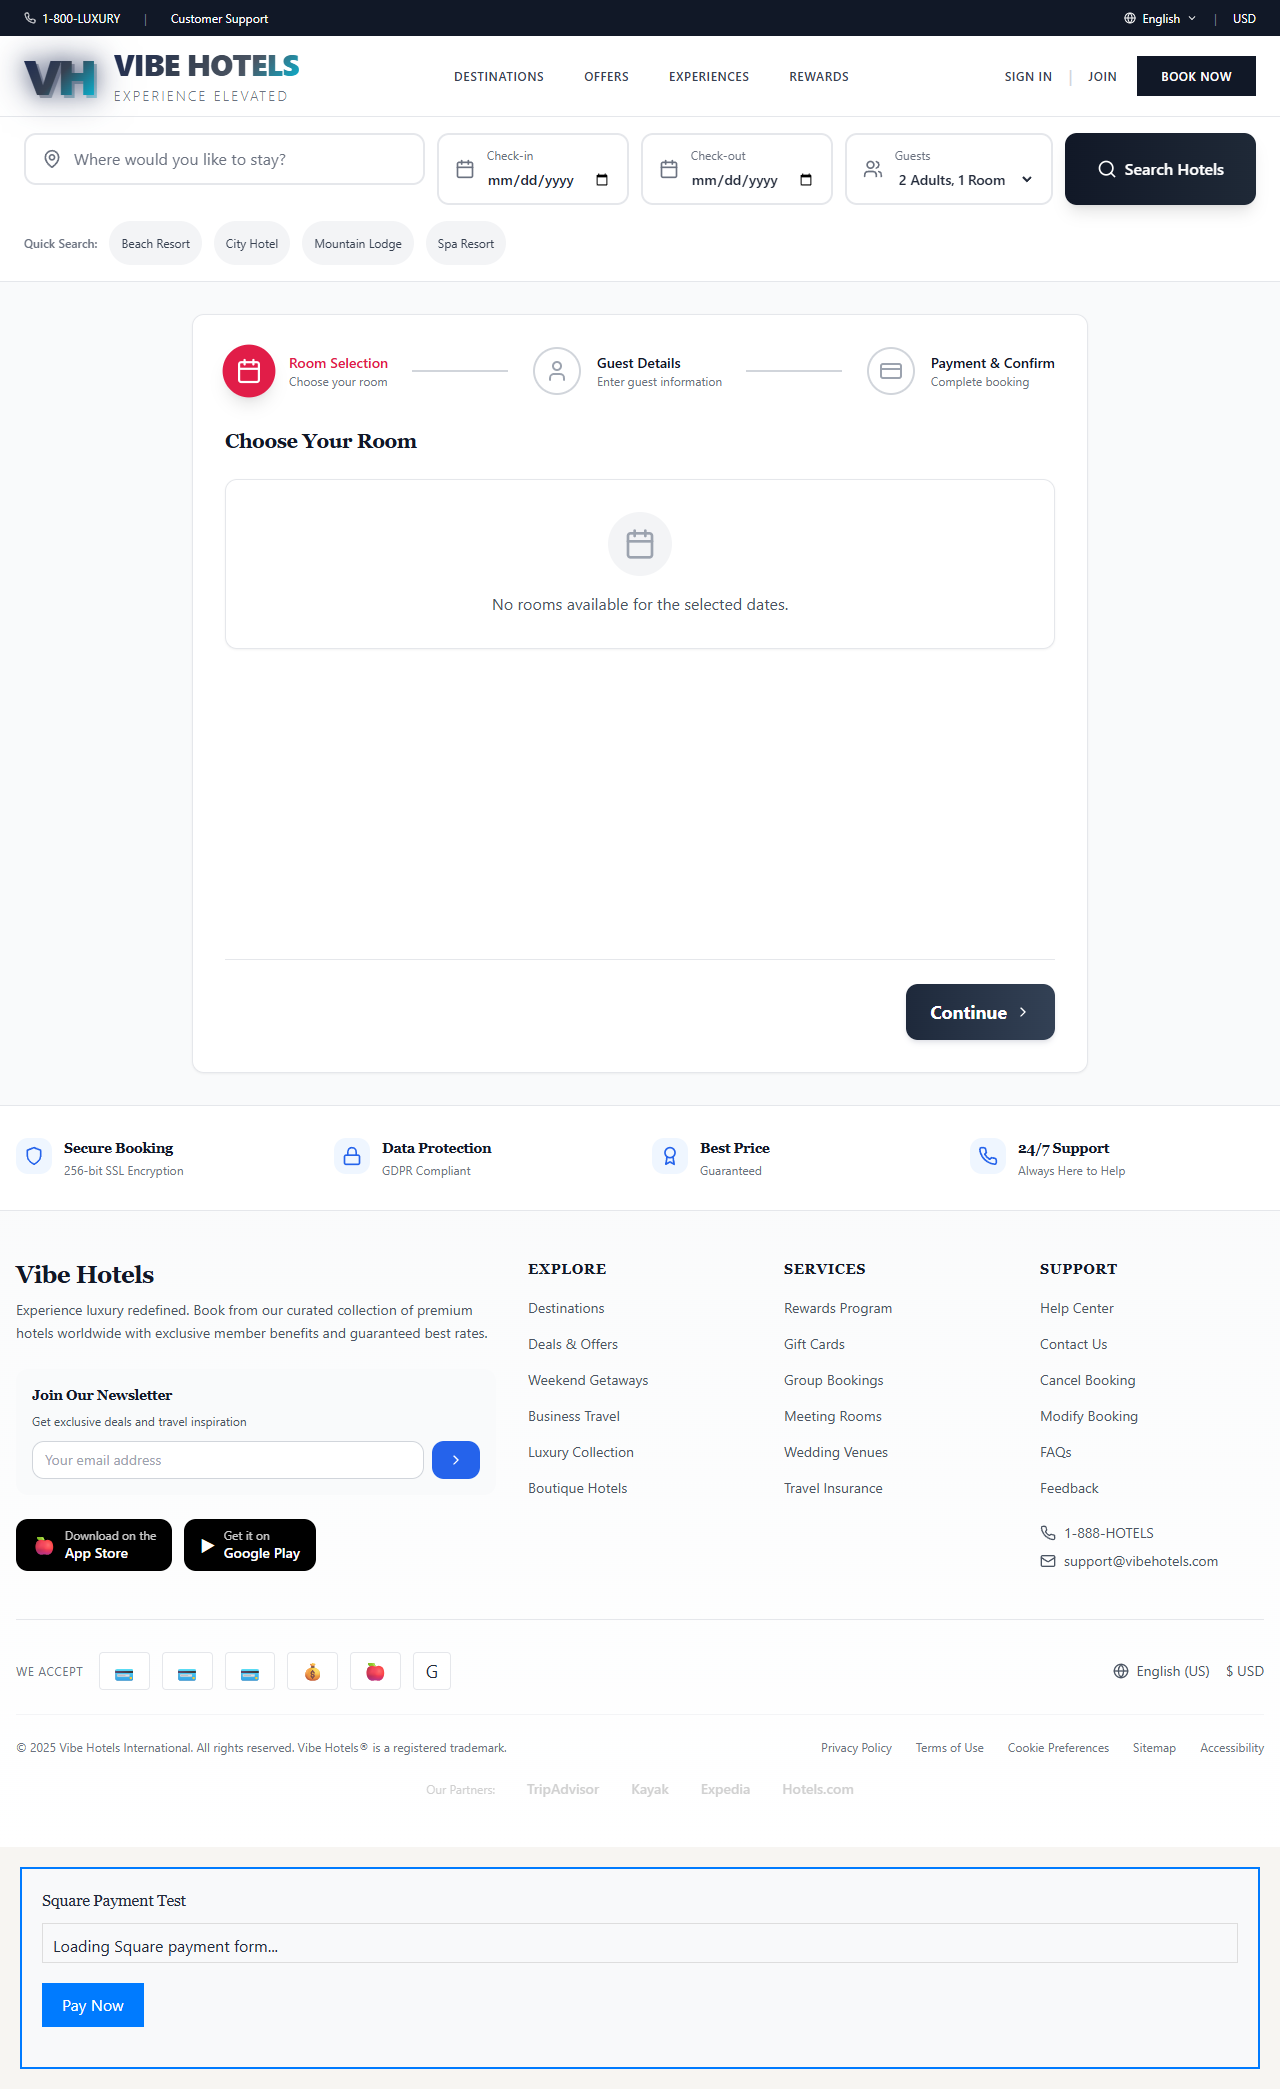 1-800-LUXURY | Customer Support English | USD
VH VIBE HOTELS
EXPERIENCE ELEVATED
DESTINATIONS OFFERS EXPERIENCES REWARDS SIGN IN | JOIN BOOK NOW
Where would you like to stay?
Check-in
mm/dd/yyyy
Check-out
mm/dd/yyyy
Guests
2 Adults, 1 Room
Search Hotels
Quick Search: Beach Resort City Hotel Mountain Lodge Spa Resort
Room Selection
Choose your room
Guest Details
Enter guest information
Payment & Confirm
Complete booking
Choose Your Room
No rooms available for the selected dates.
Continue
Secure Booking
256-bit SSL Encryption
Data Protection
GDPR Compliant
Best Price
Guaranteed
24/7 Support
Always Here to Help
Vibe Hotels
Experience luxury redefined. Book from our curated collection of premium
hotels worldwide with exclusive member benefits and guaranteed best rates.
Join Our Newsletter
Get exclusive deals and travel inspiration
Your email address
Download on the
App Store
Get it on
Google Play
EXPLORE
Destinations
Deals & Offers
Weekend Getaways
Business Travel
Luxury Collection
Boutique Hotels
SERVICES
Rewards Program
Gift Cards
Group Bookings
Meeting Rooms
Wedding Venues
Travel Insurance
SUPPORT
Help Center
Contact Us
Cancel Booking
Modify Booking
FAQs
Feedback
1-888-HOTELS
support@vibehotels.com
WE ACCEPT G English (US) $ USD
© 2025 Vibe Hotels International. All rights reserved. Vibe Hotels® is a registered trademark. Privacy Policy Terms of Use Cookie Preferences Sitemap Accessibility
Our Partners: TripAdvisor Kayak Expedia Hotels.com
Square Payment Test
Loading Square payment form...
Pay Now